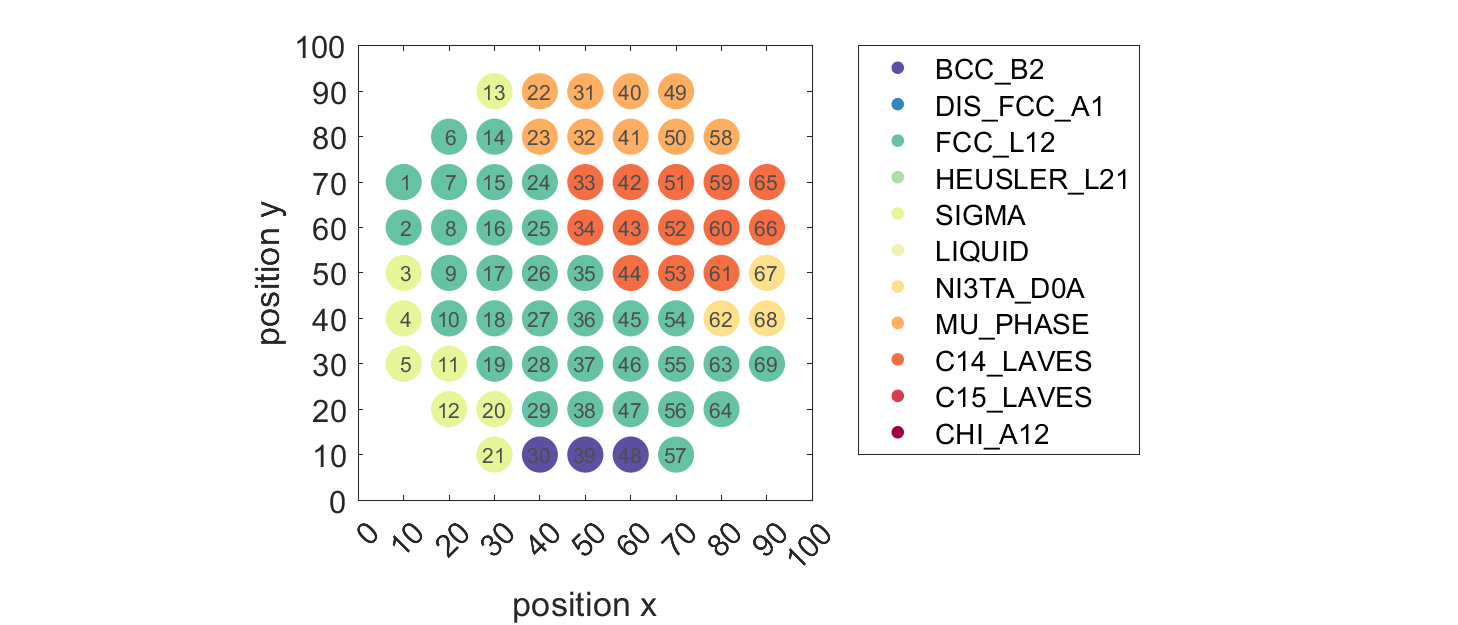 100
90
80
70
60
50
40
30
20
10
0
position y
13 22 31 40 49
6 14 23 32 41 50 58
1 7 15 24 33 42 51 59 65
2 8 16 25 34 43 52 60 66
3 9 17 26 35 44 53 61 67
4 10 18 27 36 45 54 62 68
5 11 19 28 37 46 55 63 69
12 20 29 38 47 56 64
21 30 39 48 57
0 10 20 30 40 50 60 70 80 90 100
position x
BCC_B2
DIS_FCC_A1
FCC_L12
HEUSLER_L21
SIGMA
LIQUID
NI3TA_D0A
MU_PHASE
C14_LAVES
C15_LAVES
CHI_A12